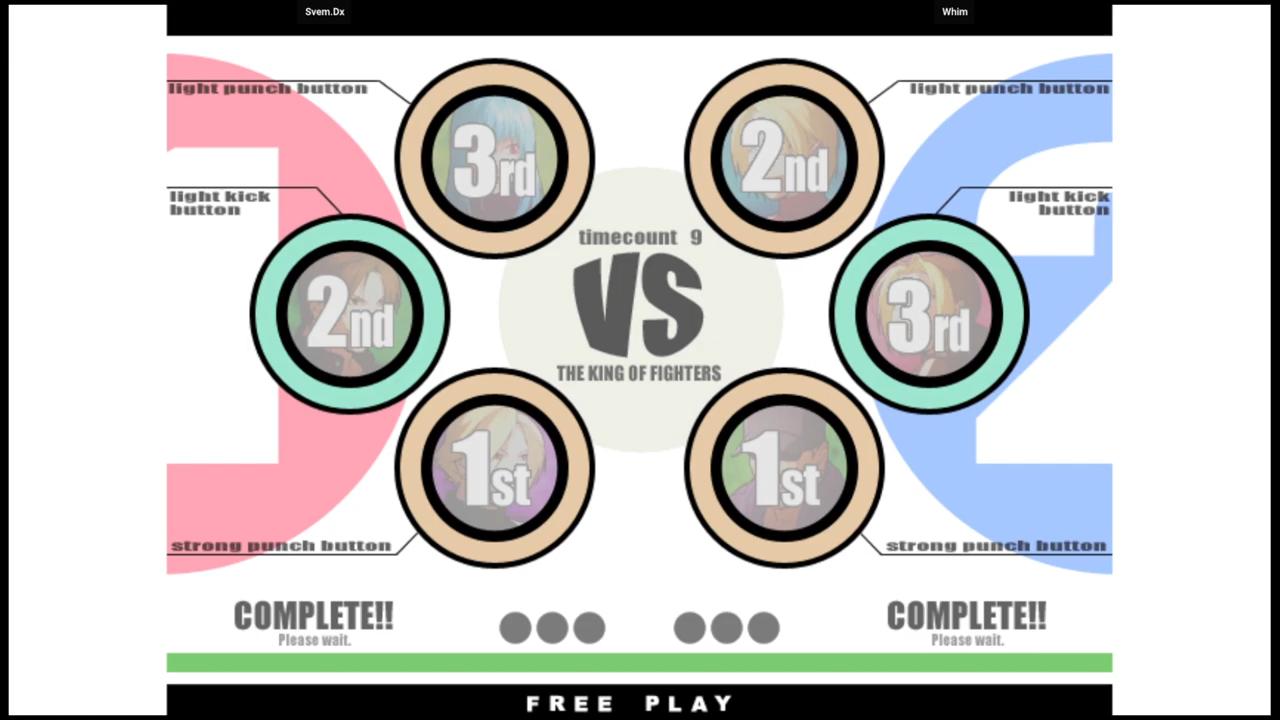 Svem.Dx
Whim
light punch button
light punch button
3rd
2nd
light kick
button
light kick
button
timecount 9
VS
THE KING OF FIGHTERS
2nd
3rd
1st
1st
strong punch button
strong punch button
COMPLETE!!
Please wait.
COMPLETE!!
Please wait.
FREE PLAY